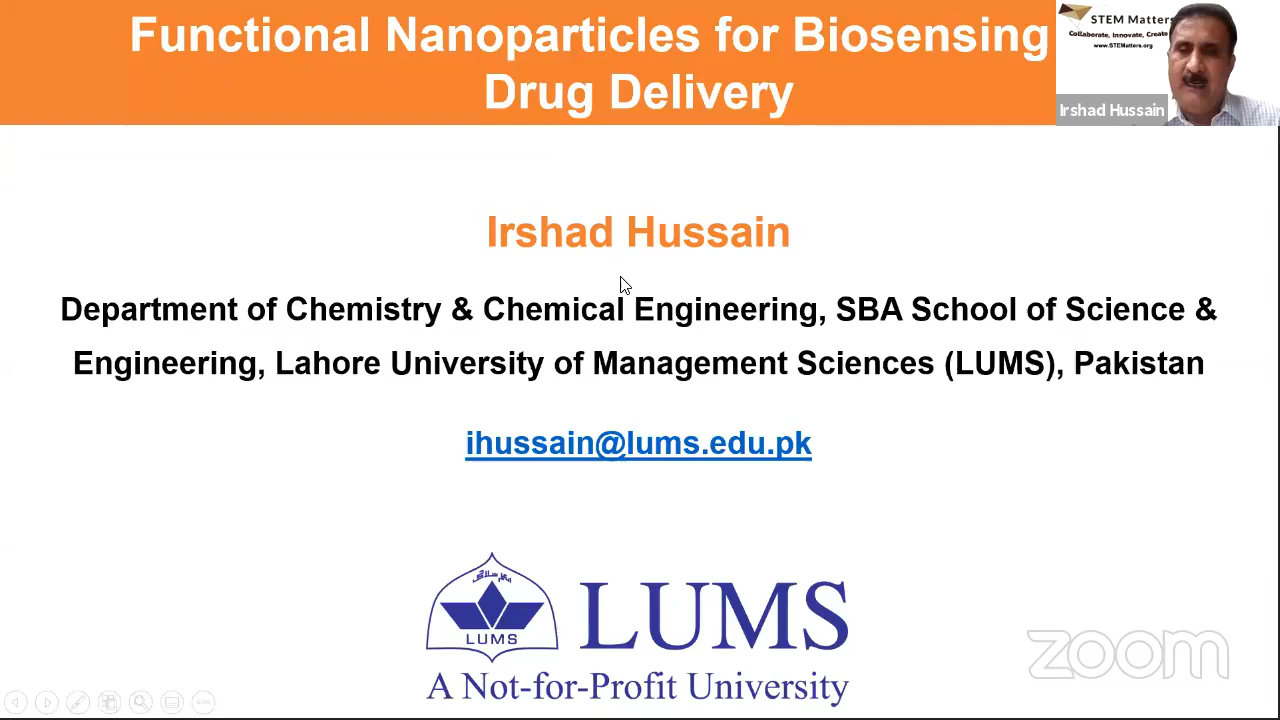 Functional Nanoparticles for Biosensing
Drug Delivery
STEM Matters
Collaborate, Innovate, Create
www.STEMatters.org
Irshad Hussain
Irshad Hussain
Department of Chemistry & Chemical Engineering, SBA School of Science &
Engineering, Lahore University of Management Sciences (LUMS), Pakistan
ihussain@lums.edu.pk
LUMS
LUMS
A Not-for-Profit University
zoom